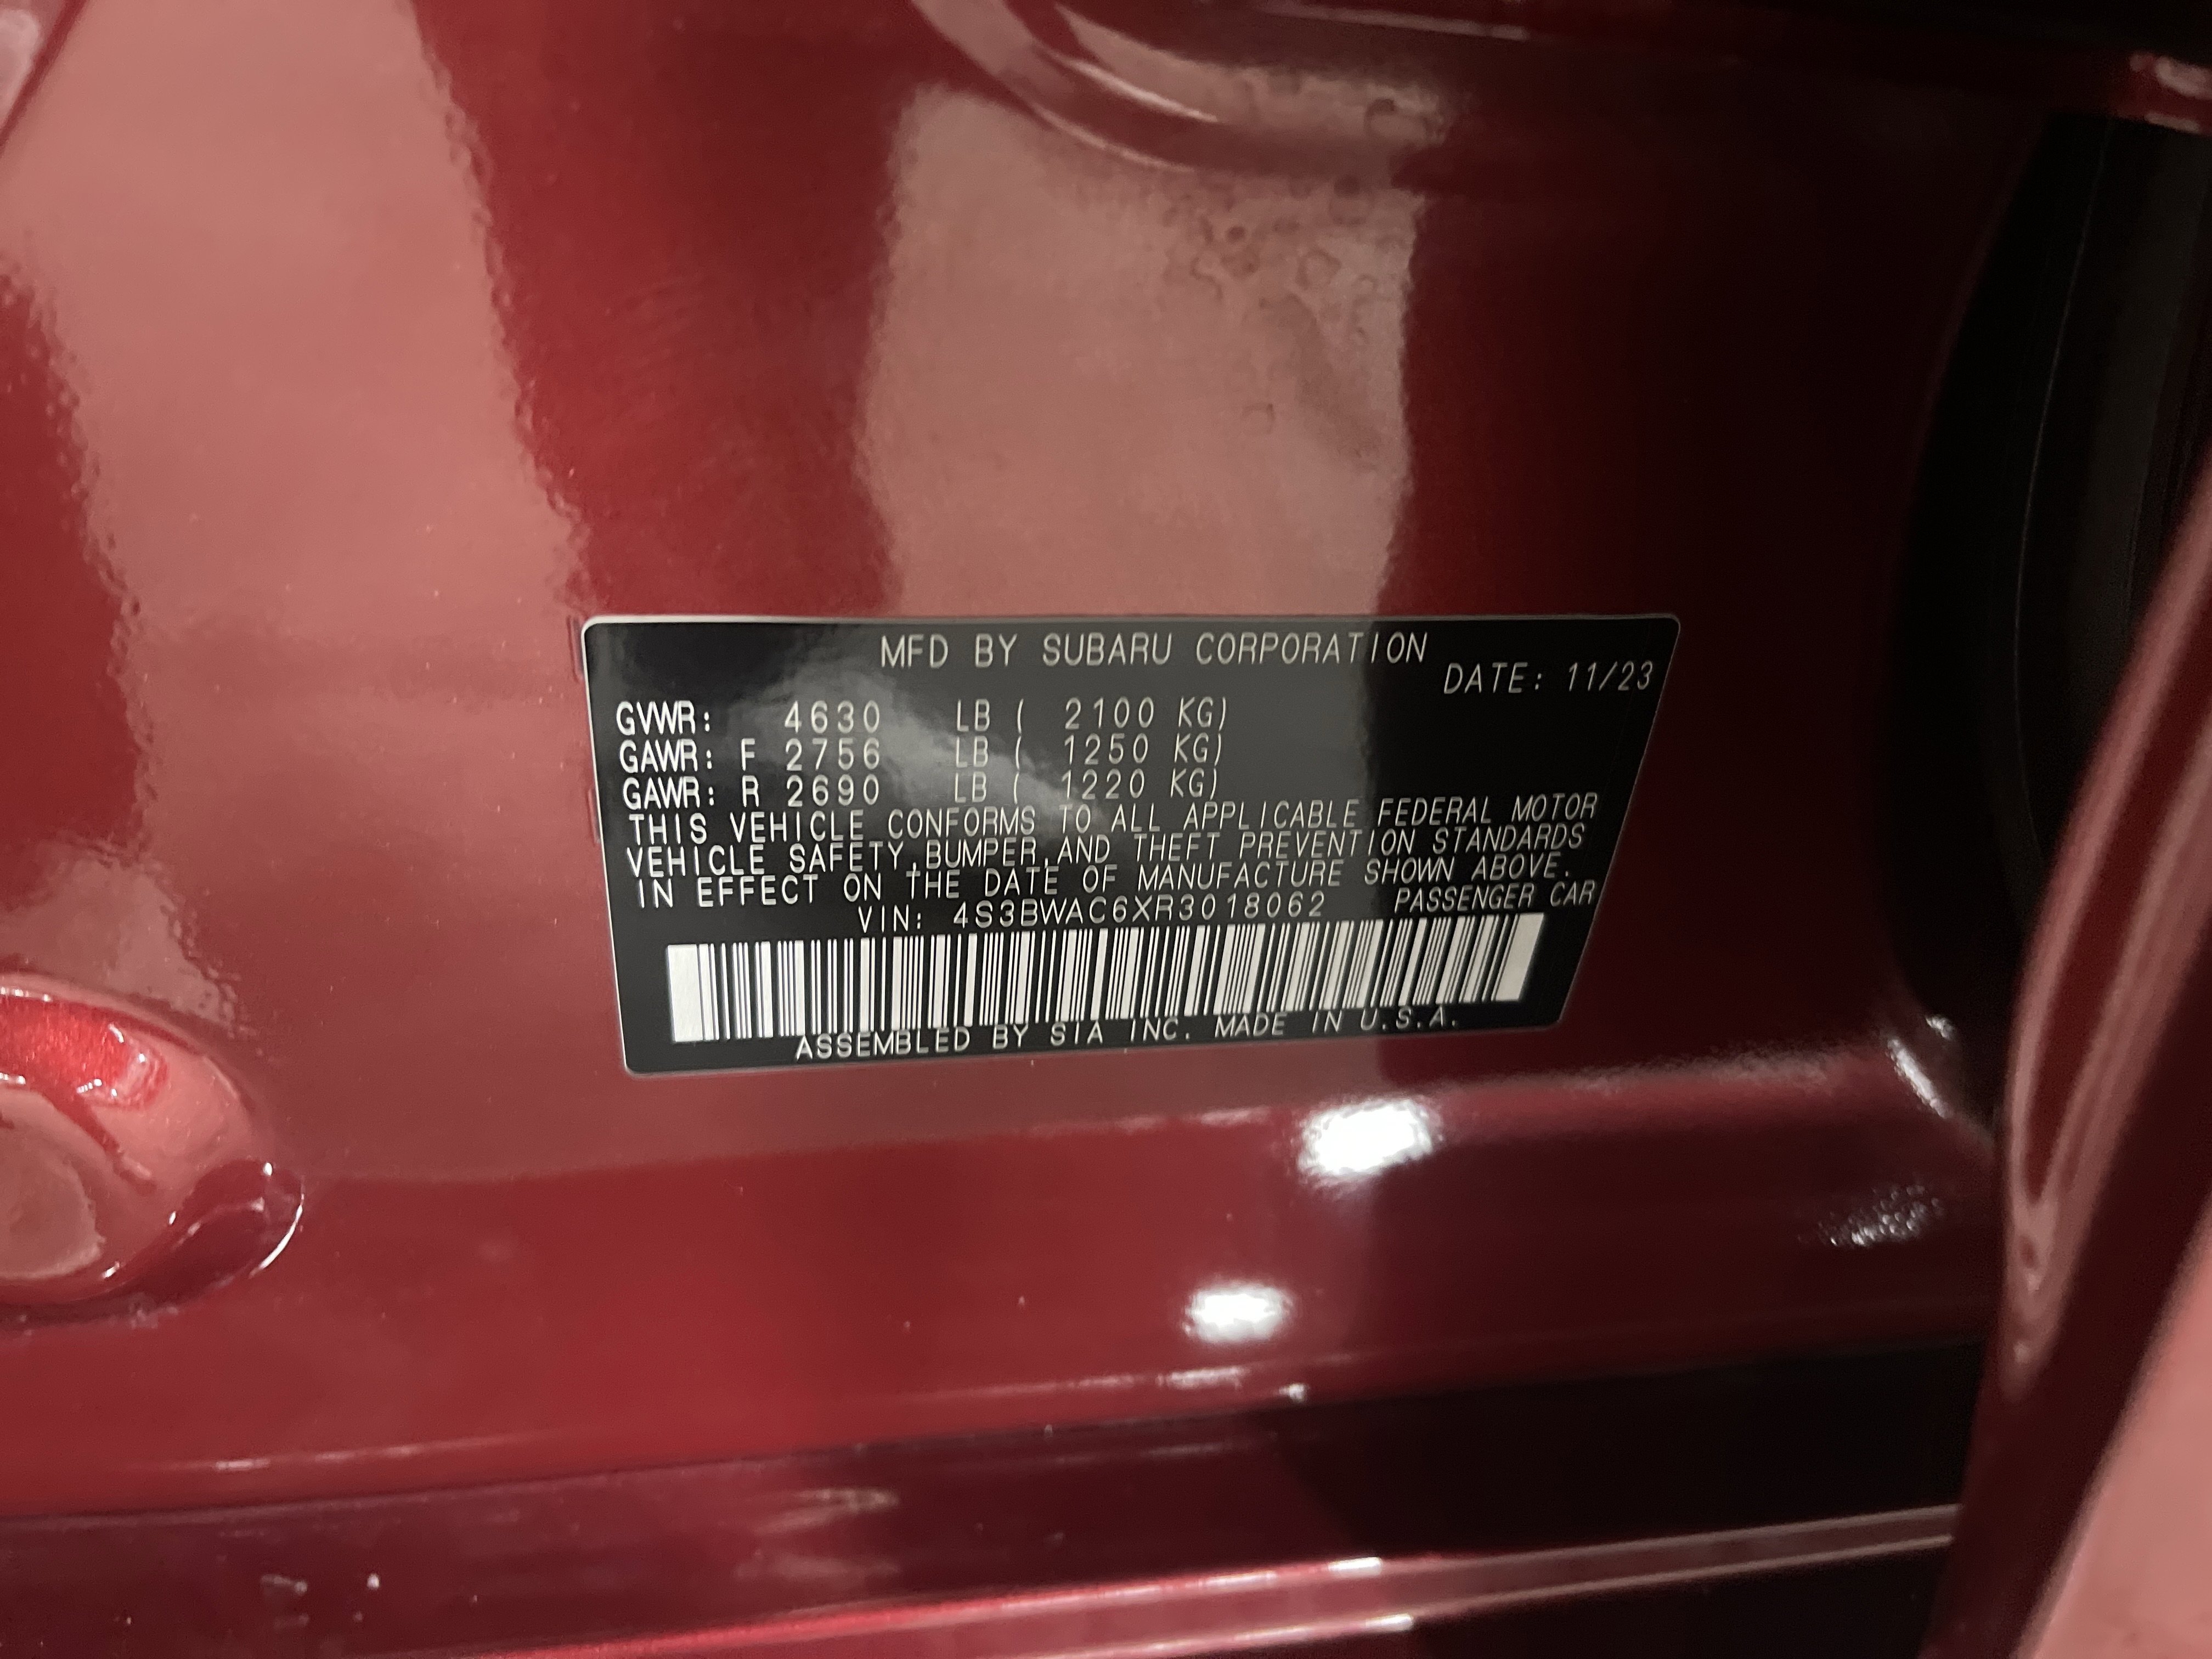 MFD BY SUBARU CORPORATION
DATE: 11/23
GVWR: 4630 LB ( 2100 KG)
GAWR: F 2756 LB ( 1250 KG)
GAWR: R 2690 LB ( 1220 KG)
THIS VEHICLE CONFORMS TO ALL APPLICABLE FEDERAL MOTOR
VEHICLE SAFETY,BUMPER,AND THEFT PREVENTION STANDARDS
IN EFFECT ON THE DATE OF MANUFACTURE SHOWN ABOVE.
VIN: 4S3BWAC6XR3018062 PASSENGER CAR
ASSEMBLED BY SIA INC. MADE IN U.S.A.